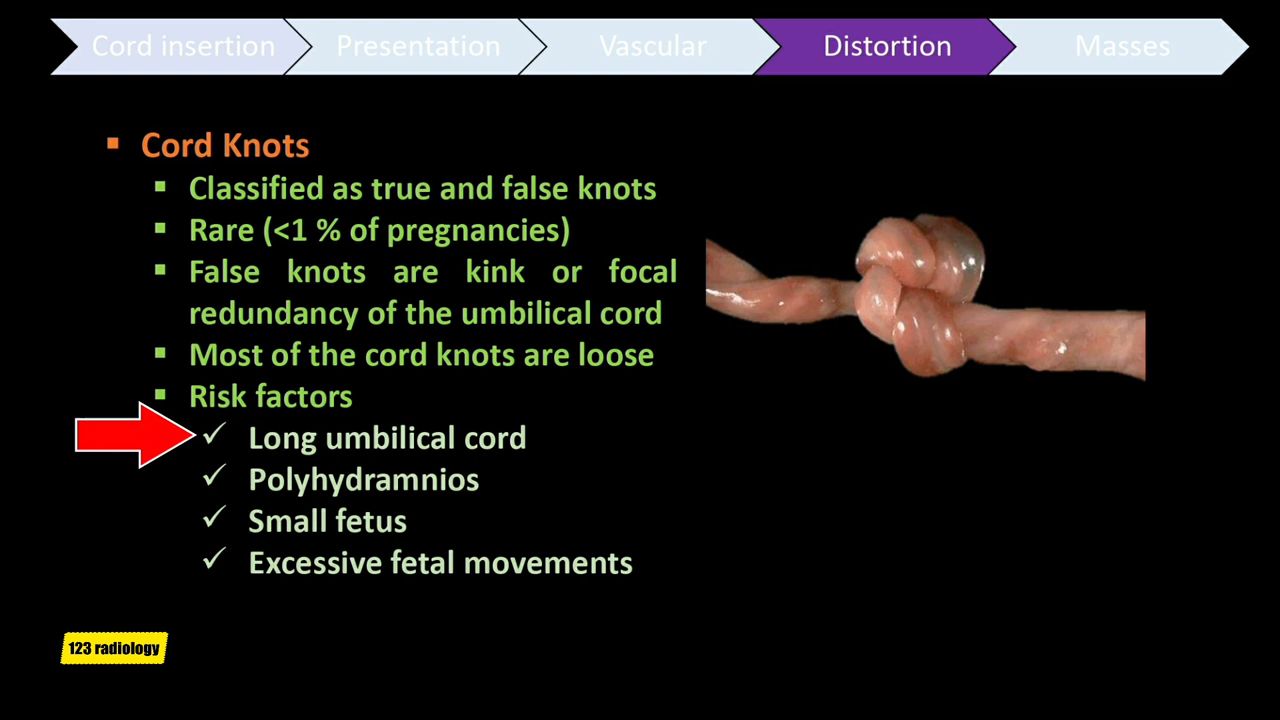 Cord insertion
Presentation
Vascular
Distortion
Masses
Cord Knots
Classified as true and false knots
Rare (<1 % of pregnancies)
False knots are kink or focal
redundancy of the umbilical cord
Most of the cord knots are loose
Risk factors
Long umbilical cord
Polyhydramnios
Small fetus
Excessive fetal movements
123 radiology